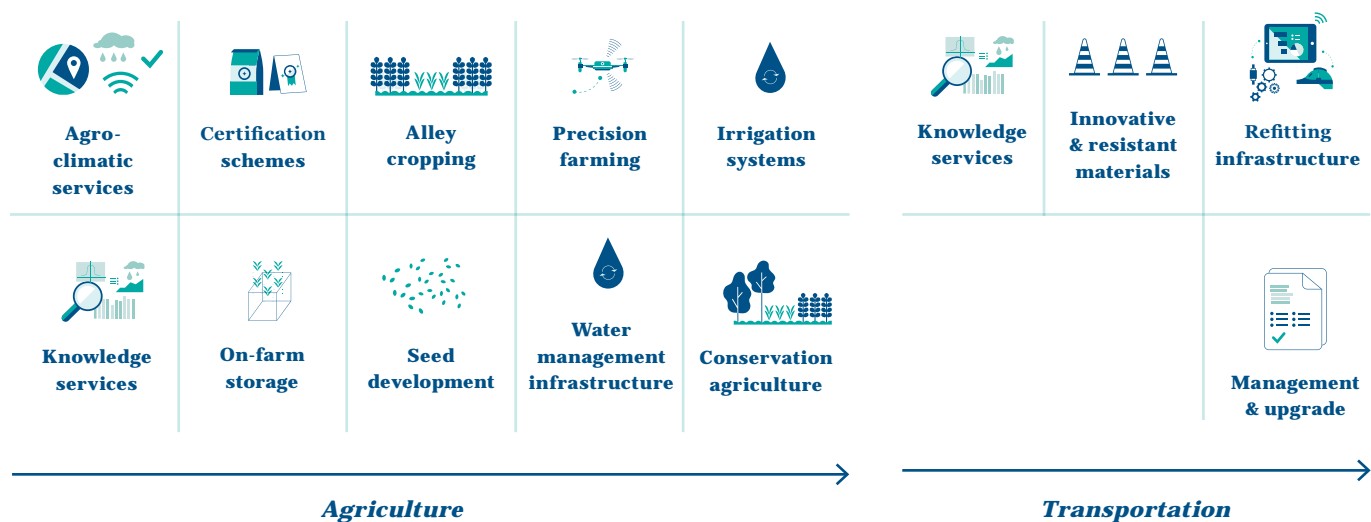 Agro-
climatic
services
Certification
schemes
Alley
cropping
Precision
farming
Irrigation
systems
Knowledge
services
On-farm
storage
Seed
development
Water
management
infrastructure
Conservation
agriculture
Agriculture
Knowledge
services
Innovative
& resistant
materials
Refitting
infrastructure
Management
& upgrade
Transportation